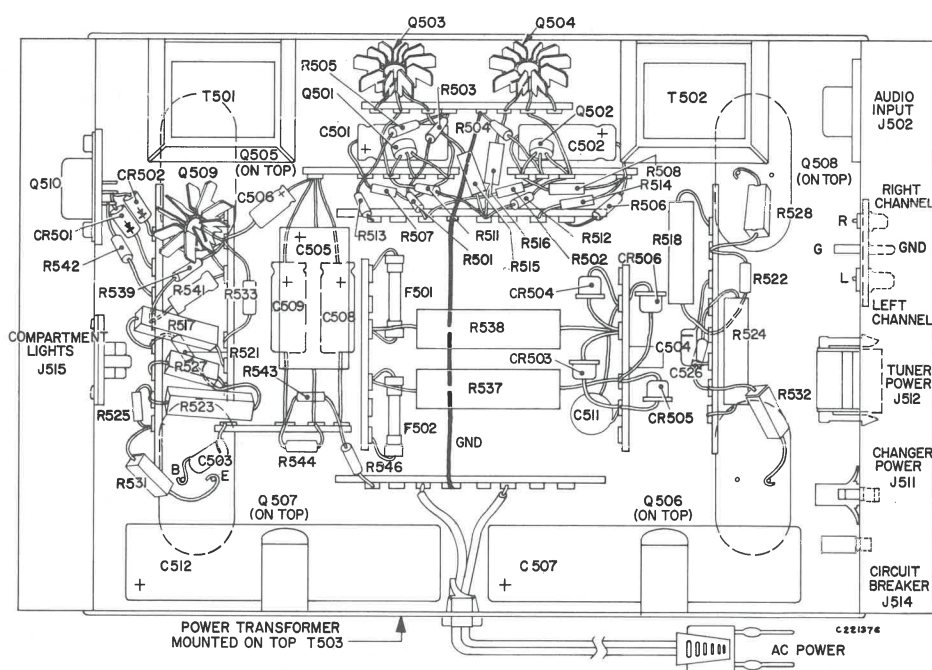 Q503
Q504
R505
R503
Q501
Q502
T501
T502
AUDIO
INPUT
J502
C501
R504
C502
Q505
(ON TOP)
Q510
CR502
Q509
C506
R508
R514
Q508
(ON TOP)
RIGHT
CHANNEL
R528
R506
R518
CR501
R513
R507
R511
R516
R512
R
G
GND
R542
C505
R501
R515
R502
CR506
R539
R541
R533
F501
CR504
R522
L
LEFT
CHANNEL
C509
C508
R517
R538
R524
COMPARTMENT
LIGHTS
J515
R521
C504
CR503
C526
R527
R543
R537
TUNER
POWER
J512
R525
R523
CR505
R532
C511
F502
GND
C503
B
E
R531
R544
R546
CHANGER
POWER
J511
Q507
(ON TOP)
Q506
(ON TOP)
C512
+
C507
+
CIRCUIT
BREAKER
J514
POWER TRANSFORMER
MOUNTED ON TOP T503
C221376
AC POWER